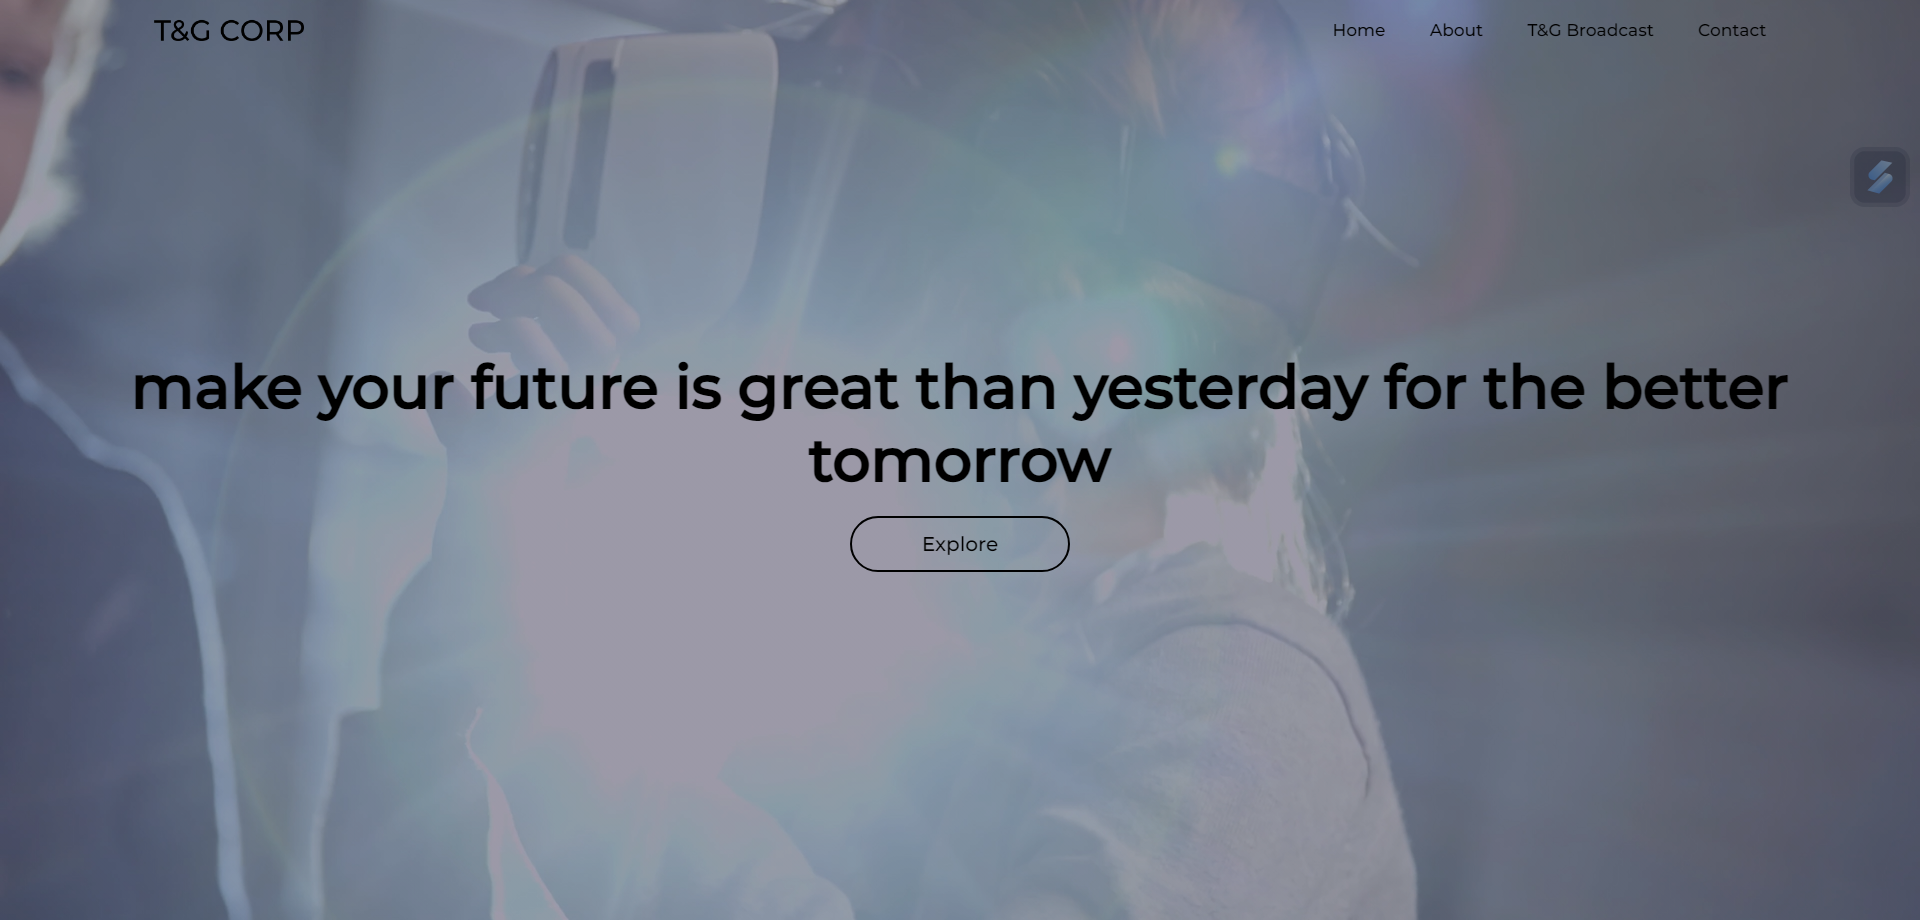 T&G CORP
Home About T&G Broadcast Contact
make your future is great than yesterday for the better
tomorrow
Explore